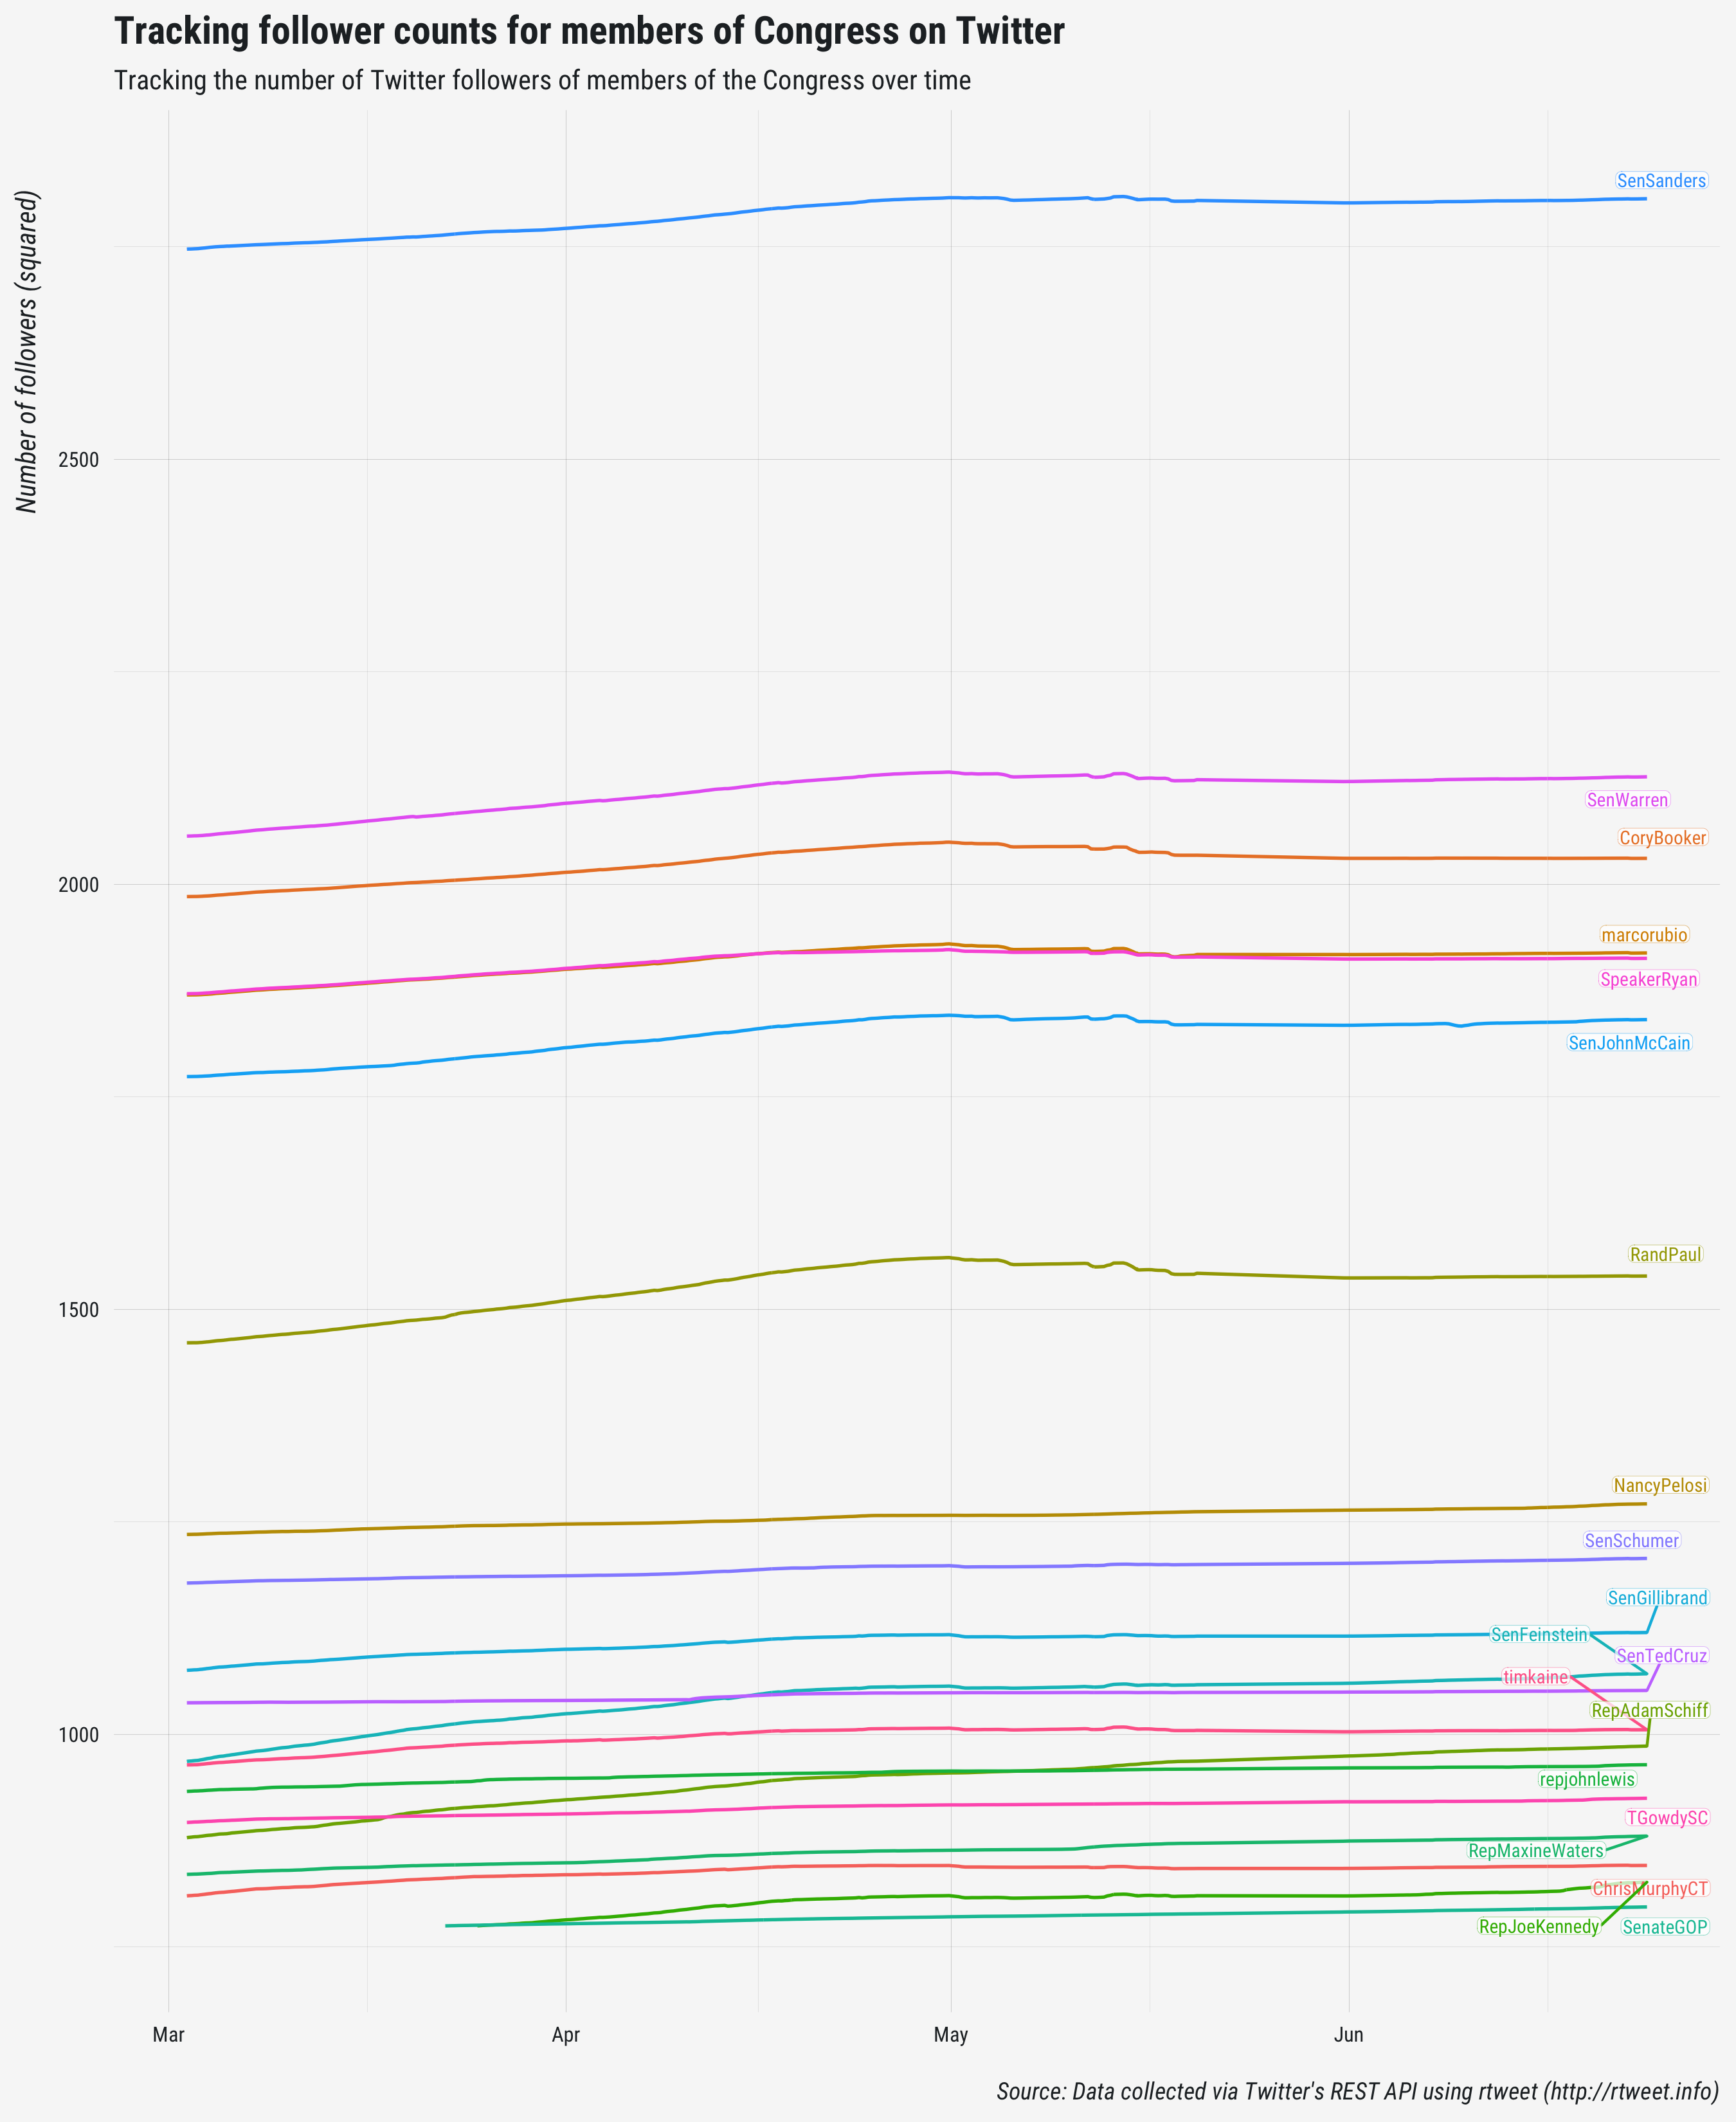 Tracking follower counts for members of Congress on Twitter
Tracking the number of Twitter followers of members of the Congress over time
Number of followers (squared)
SenSanders
2500
SenWarren
CoryBooker
2000
marcorubio
SpeakerRyan
SenJohnMcCain
RandPaul
1500
NancyPelosi
SenSchumer
SenGillibrand
SenFeinstein
SenTedCruz
timkaine
RepAdamSchiff
1000
repjohnlewis
TGowdySC
RepMaxineWaters
ChrisMurphyCT
RepJoeKennedy
SenateGOP
Mar
Apr
May
Jun
Source: Data collected via Twitter's REST API using rtweet (http://rtweet.info)